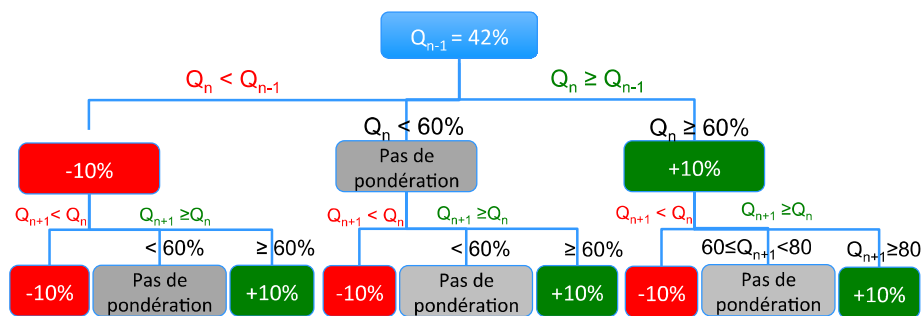 Qn-1 = 42%
Qn < Qn-1
Qn ≥ Qn-1
Qn < 60%
Qn ≥ 60%
-10%
Pas de
pondération
+10%
Qn+1 < Qn
Qn+1 ≥Qn
Qn+1 < Qn
Qn+1 ≥Qn
Qn+1 < Qn
Qn+1 ≥Qn
<60%
≥60%
<60%
≥60%
60≤Qn+1<80
Qn+1≥80
-10%
Pas de
pondération
+10%
-10%
Pas de
pondération
+10%
-10%
Pas de
pondération
+10%